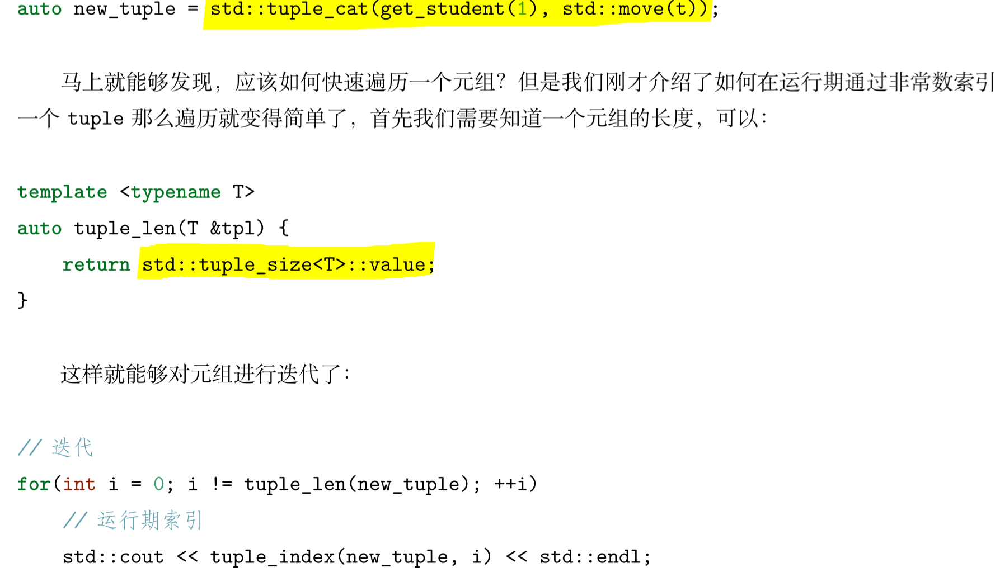 auto new_tuple = std::tuple_cat(get_student(1), std::move(t));
马上就能够发现，应该如何快速遍历一个元组？但是我们刚才介绍了如何在运行期通过非常数索引
一个 tuple 那么遍历就变得简单了，首先我们需要知道一个元组的长度，可以：
template <typename T>
auto tuple_len(T &tpl) {
    return std::tuple_size<T>::value;
}
这样就能够对元组进行迭代了：
// 迭代
for(int i = 0; i != tuple_len(new_tuple); ++i)
    // 运行期索引
    std::cout << tuple_index(new_tuple, i) << std::endl;